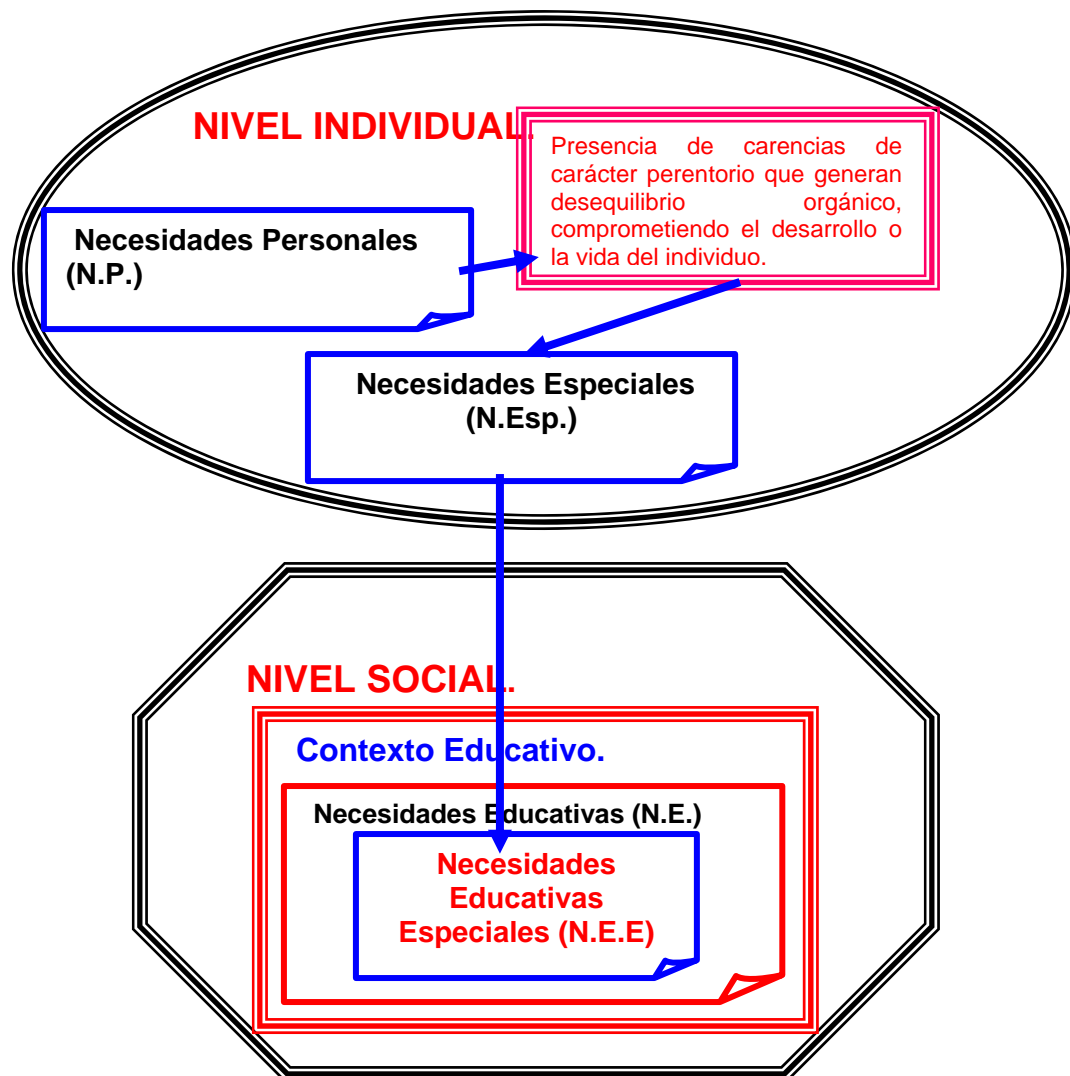 NIVEL INDIVIDUAL.
Presencia de carencias de
carácter perentorio que generan
desequilibrio orgánico,
comprometiendo el desarrollo o
la vida del individuo.
Necesidades Personales
(N.P.)
Necesidades Especiales
(N.Esp.)
NIVEL SOCIAL.
Contexto Educativo.
Necesidades Educativas (N.E.)
Necesidades
Educativas
Especiales (N.E.E)